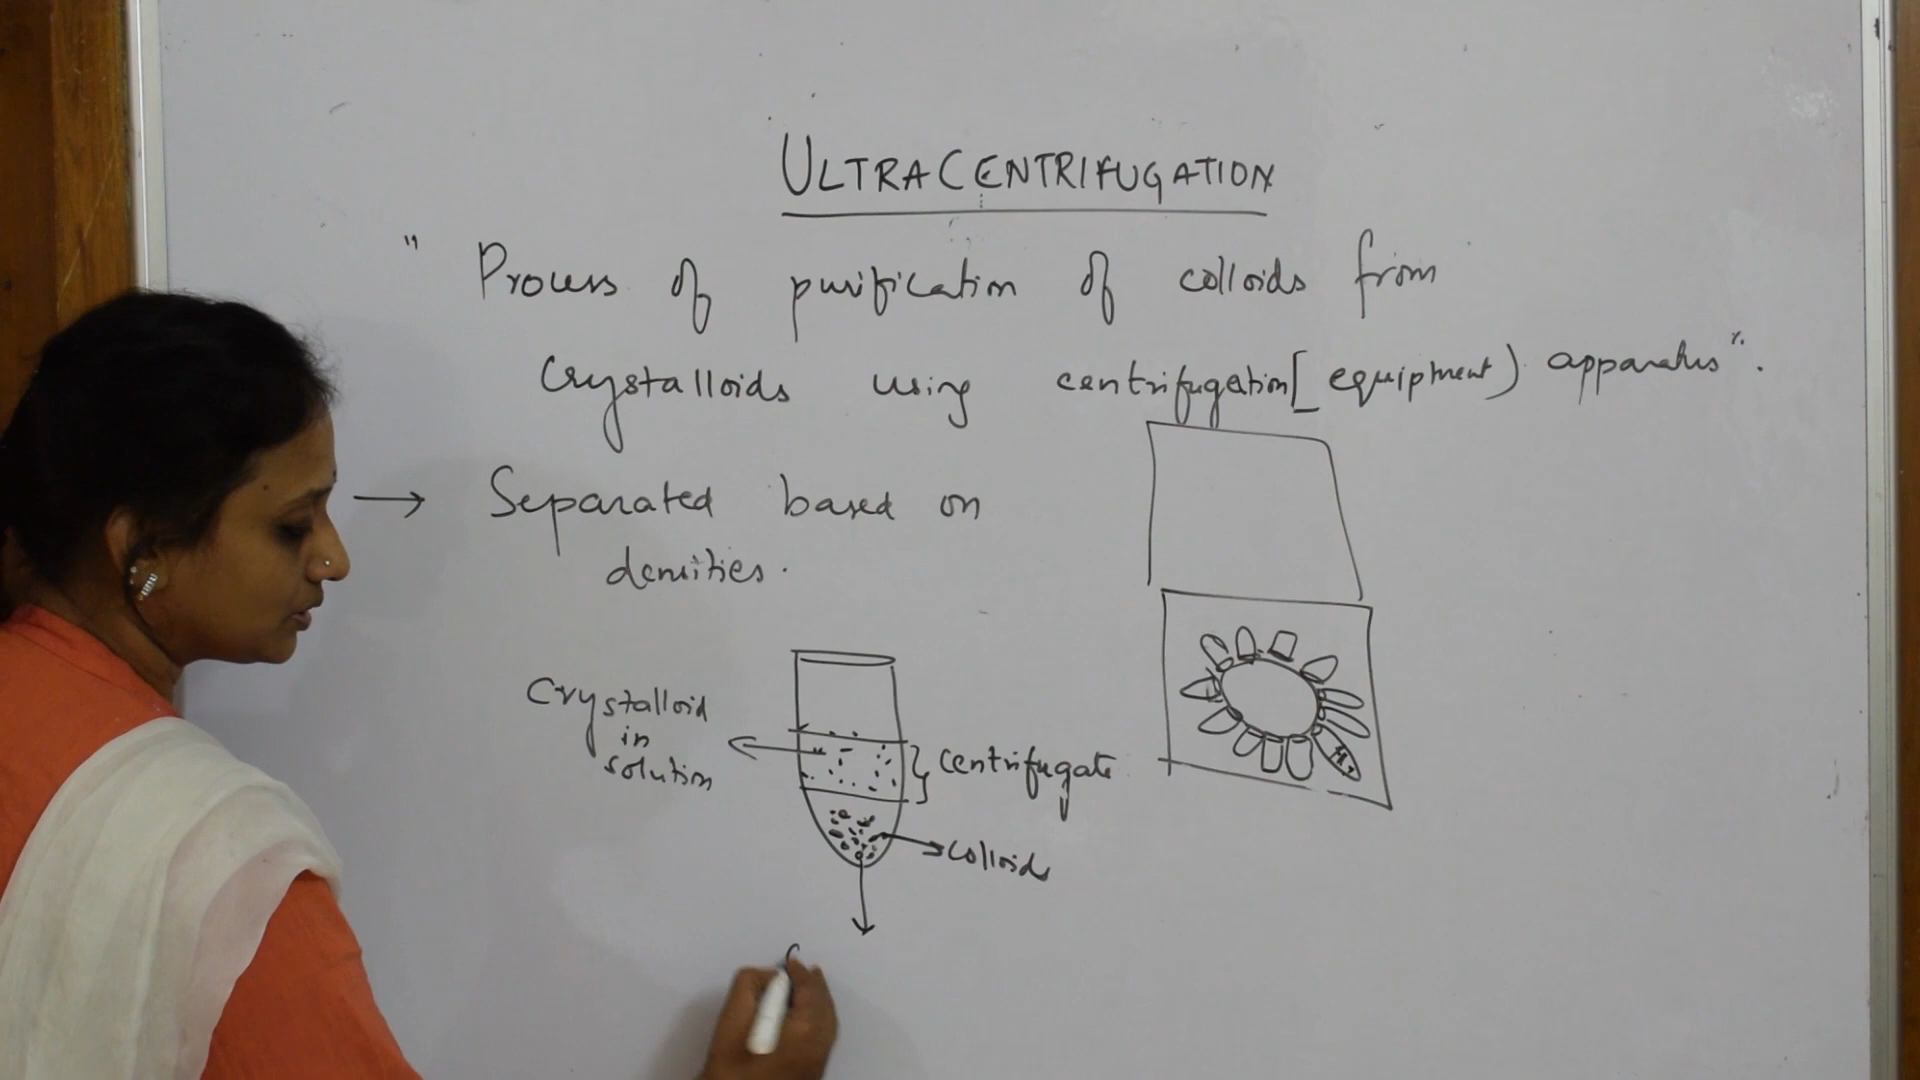 ULTRACENTRIFUGATION
" Process of purification of colloids from
crystalloids using centrifugation [equipment) apparatus".
→ Separated based on
densities.
Crystalloid
in
solution
centrifugate
colloid